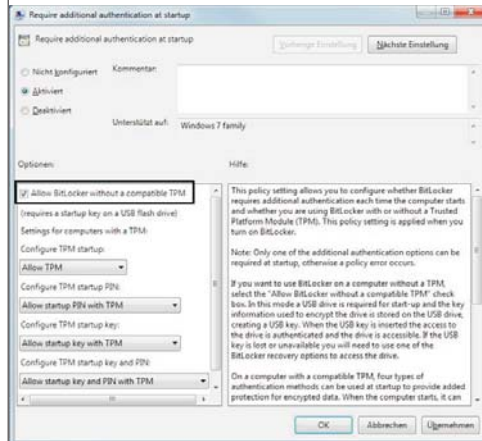 Require additional authentication at startup
Require additional authentication at startup
Vorherige Einstellung
Nächste Einstellung
Nicht konfiguriert
Kommentar:
Aktiviert
Deaktiviert
Unterstützt auf:
Windows 7 family
Optionen:
Hilfe:
Allow BitLocker without a compatible TPM
(requires a startup key on a USB flash drive)
Settings for computers with a TPM:
Configure TPM startup:
Allow TPM
Configure TPM startup PIN:
Allow startup PIN with TPM
Configure TPM startup key:
Allow startup key with TPM
Configure TPM startup key and PIN:
Allow startup key and PIN with TPM
This policy setting allows you to configure whether BitLocker
requires additional authentication each time the computer starts
and whether you are using BitLocker with or without a Trusted
Platform Module (TPM). This policy setting is applied when you
turn on BitLocker.
Note: Only one of the additional authentication options can be
required at startup, otherwise a policy error occurs.
If you want to use BitLocker on a computer without a TPM,
select the "Allow BitLocker without a compatible TPM" check
box. In this mode a USB drive is required for start-up and the key
information used to encrypt the drive is stored on the USB drive,
creating a USB key. When the USB key is inserted the access to
the drive is authenticated and the drive is accessible. If the USB
key is lost or unavailable you will need to use one of the
BitLocker recovery options to access the drive.
On a computer with a compatible TPM, four types of
authentication methods can be used at startup to provide added
protection for encrypted data. When the computer starts, it can
OK
Abbrechen
Übernehmen